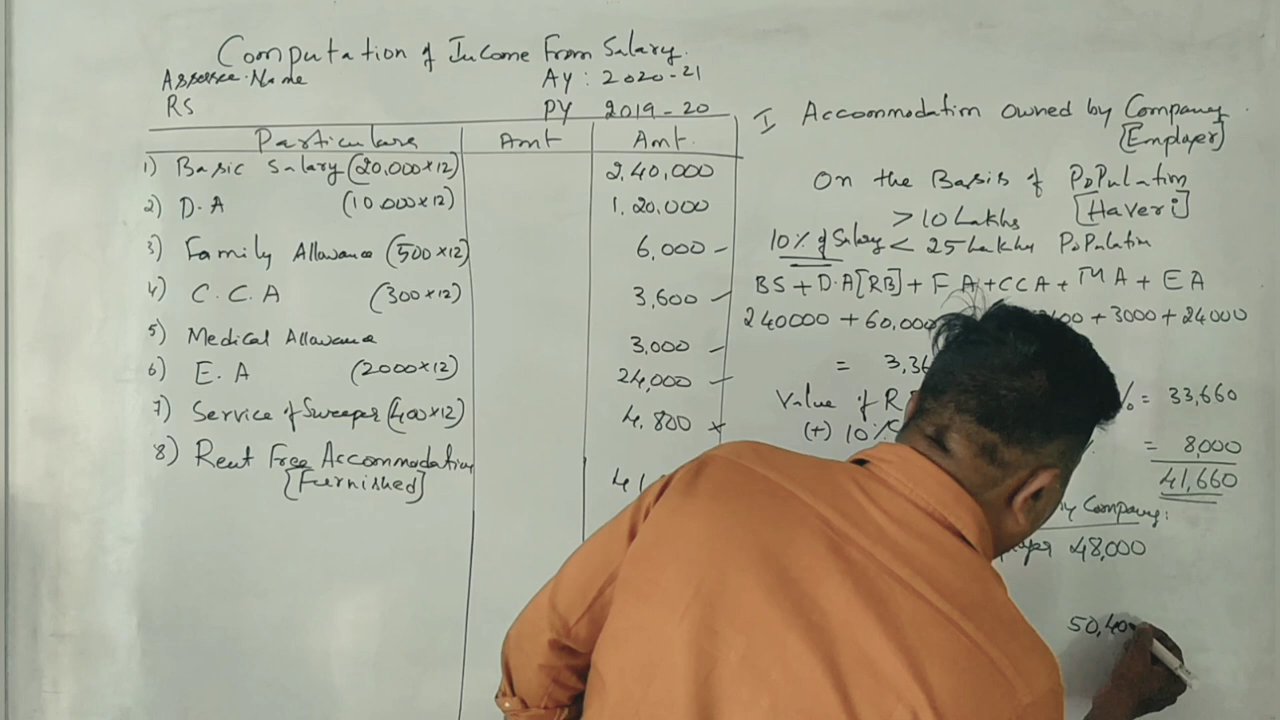 Computation of Income From Salary.
Assessee Name
AY : 2020-21
RS
PY 2019-20
Particulars Amt Amt.
1) Basic Salary (20,000×12) 2,40,000
2) D.A (10,000×12) 1,20,000
3) Family Allowance (500×12) 6,000 -
4) C.C.A (300×12) 3,600 -
5) Medical Allowance 3,000 -
6) E.A (2000×12) 24,000 -
7) Service of Sweeper (400×12) 4,800 ×
8) Rent Free Accommodation
[Furnished] 41
I Accommodation owned by Company
[Employer]
On the Basis of Population
> 10 Lakhs [Haveri]
10% of Salary < 25 Lakhs Population
BS + D.A[RB] + F A + CCA + M A + EA
240000 + 60,000 + 3000 + 24000
= 3,36
Value of R % = 33,660
(+) 10% = 8,000
41,660
by Company:
48,000
50,40